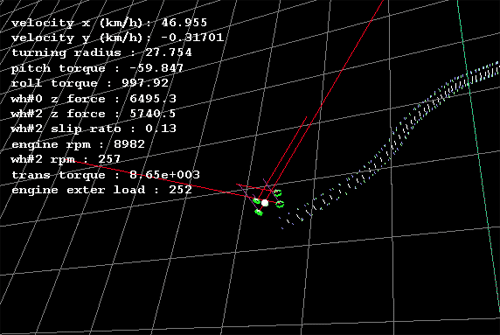 velocity x (km/h): 46.955
velocity y (km/h): -0.31701
turning radius : 27.754
pitch torque : -59.847
roll torque : 997.92
wh#0 z force : 6495.3
wh#2 z force : 5740.5
wh#2 slip rato : 0.13
engine rpm : 8982
wh#2 rpm : 257
trans torque : 8.65e+003
engine exter load : 252